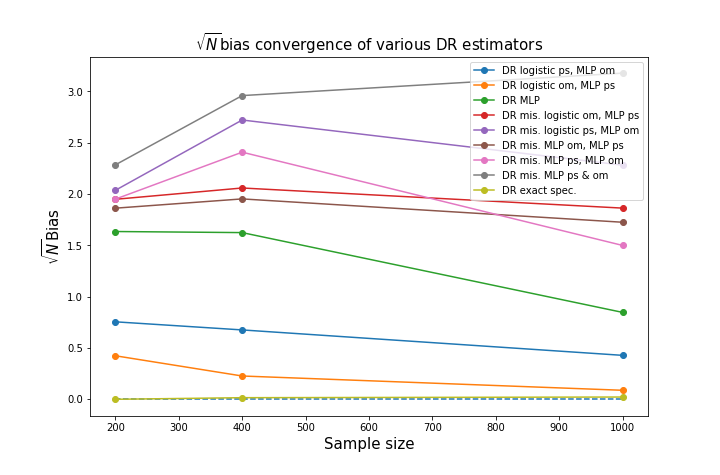 √N bias convergence of various DR estimators
DR logistic ps, MLP om
DR logistic om, MLP ps
DR MLP
DR mis. logistic om, MLP ps
DR mis. logistic ps, MLP om
DR mis. MLP om, MLP ps
DR mis. MLP ps, MLP om
DR mis. MLP ps & om
DR exact spec.
√N Bias
3.0
2.5
2.0
1.5
1.0
0.5
0.0
200 300 400 500 600 700 800 900 1000
Sample size